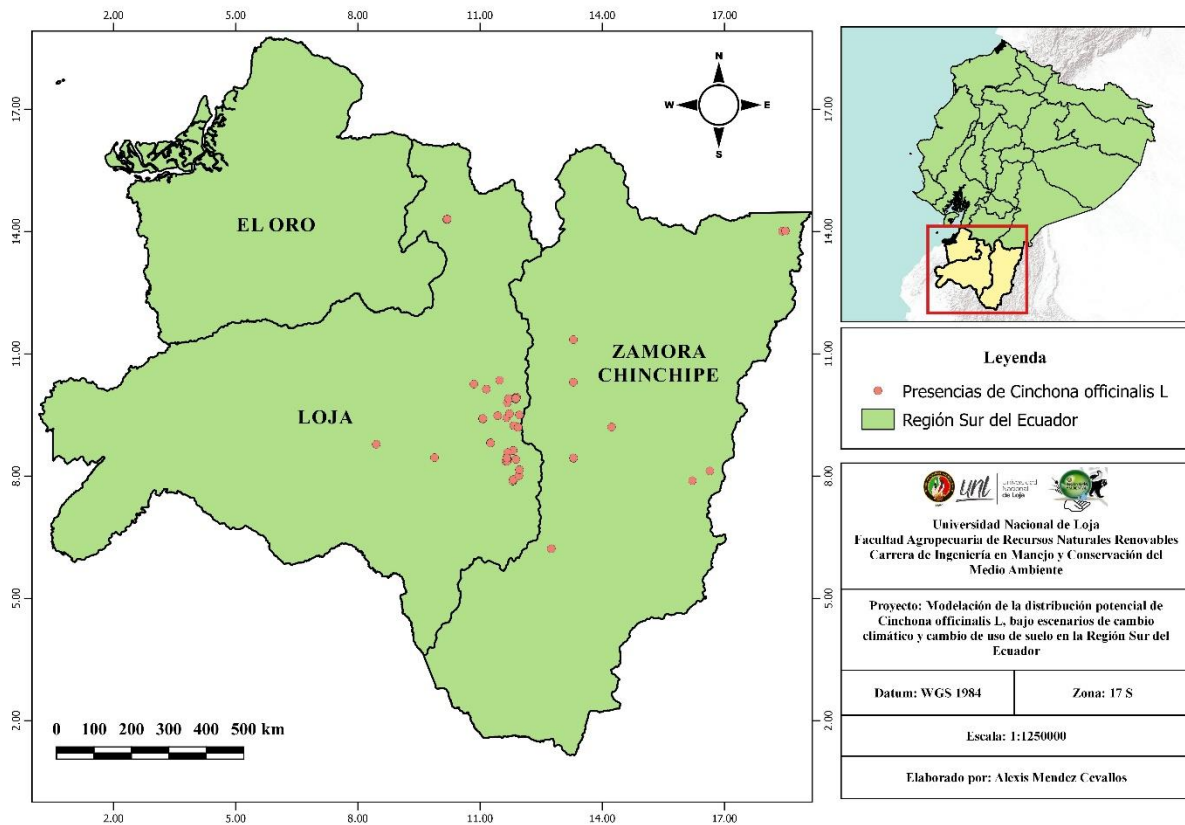 2.00 5.00 8.00 11.00 14.00 17.00
17.00
14.00
11.00
8.00
5.00
2.00
N
W E
S
EL ORO
ZAMORA
CHINCHIPE
LOJA
0 100 200 300 400 500 km
2.00 5.00 8.00 11.00 14.00 17.00
17.00
14.00
11.00
8.00
5.00
2.00
Leyenda
Presencias de Cinchona officinalis L
Región Sur del Ecuador
unl
Universidad
Nacional
de Loja
Universidad Nacional de Loja
Facultad Agropecuaria de Recursos Naturales Renovables
Carrera de Ingeniería en Manejo y Conservación del
Medio Ambiente
Proyecto: Modelación de la distribución potencial de
Cinchona officinalis L, bajo escenarios de cambio
climático y cambio de uso de suelo en la Región Sur del
Ecuador
Datum: WGS 1984
Zona: 17 S
Escala: 1:1250000
Elaborado por: Alexis Mendez Cevallos